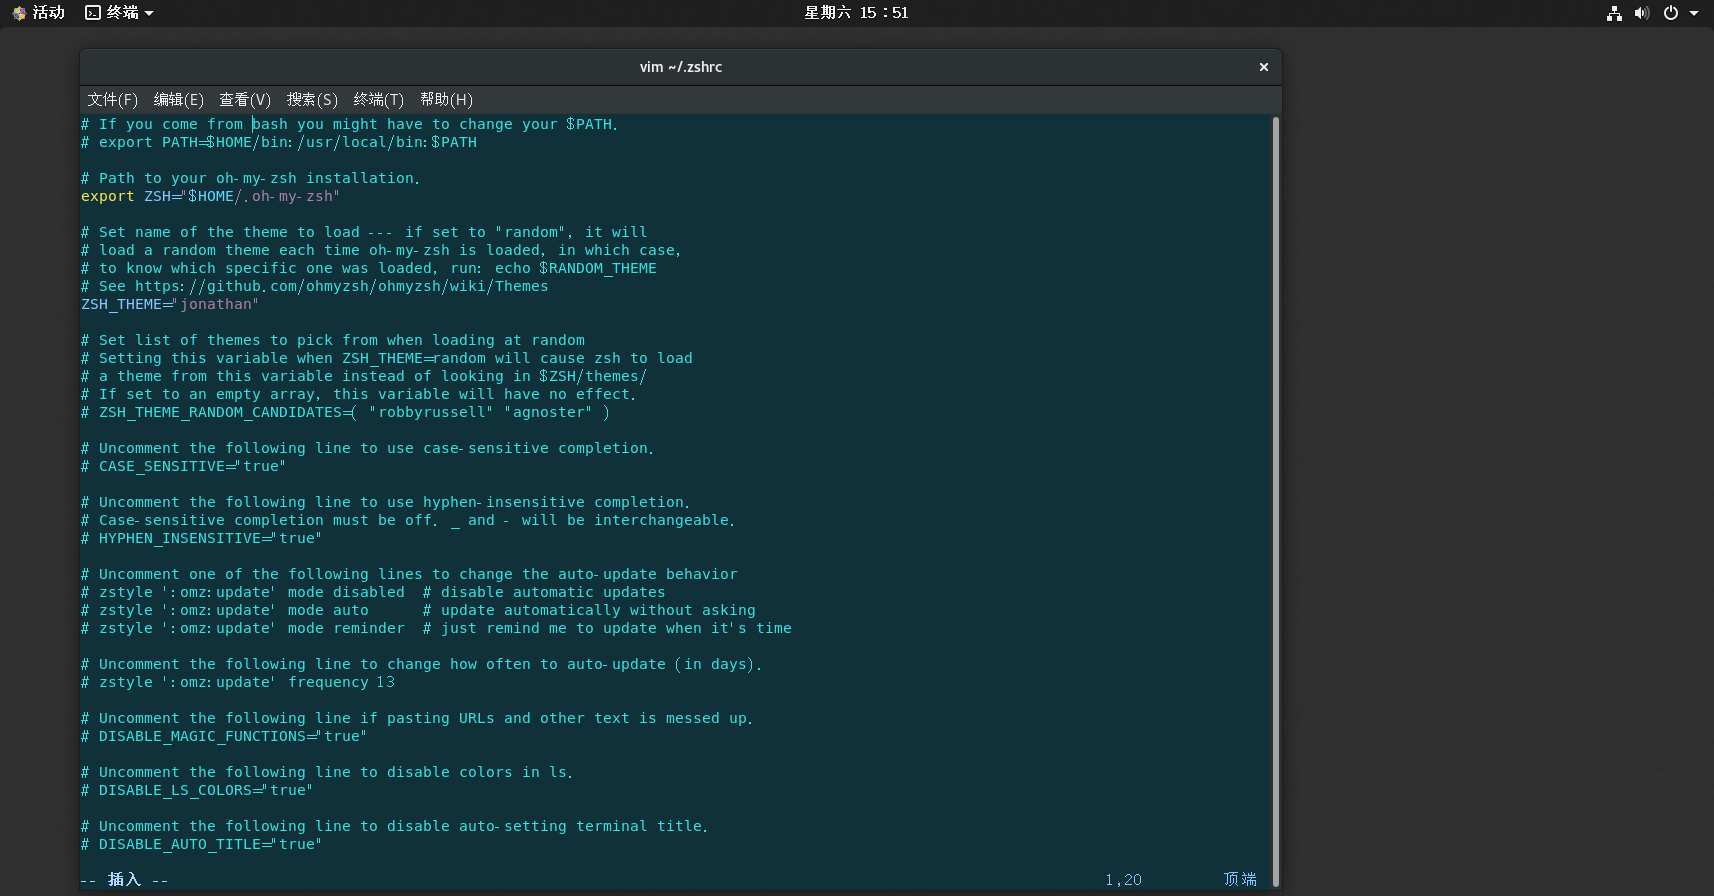 活动 终端 星期六 15：51
vim ~/.zshrc ×
文件(F) 编辑(E) 查看(V) 搜索(S) 终端(T) 帮助(H)
# If you come from bash you might have to change your $PATH.
# export PATH=$HOME/bin:/usr/local/bin:$PATH
# Path to your oh-my-zsh installation.
export ZSH="$HOME/.oh-my-zsh"
# Set name of the theme to load --- if set to "random", it will
# load a random theme each time oh-my-zsh is loaded, in which case,
# to know which specific one was loaded, run: echo $RANDOM_THEME
# See https://github.com/ohmyzsh/ohmyzsh/wiki/Themes
ZSH_THEME="jonathan"
# Set list of themes to pick from when loading at random
# Setting this variable when ZSH_THEME=random will cause zsh to load
# a theme from this variable instead of looking in $ZSH/themes/
# If set to an empty array, this variable will have no effect.
# ZSH_THEME_RANDOM_CANDIDATES=( "robbyrussell" "agnoster" )
# Uncomment the following line to use case-sensitive completion.
# CASE_SENSITIVE="true"
# Uncomment the following line to use hyphen-insensitive completion.
# Case-sensitive completion must be off. _ and - will be interchangeable.
# HYPHEN_INSENSITIVE="true"
# Uncomment one of the following lines to change the auto-update behavior
# zstyle ':omz:update' mode disabled  # disable automatic updates
# zstyle ':omz:update' mode auto      # update automatically without asking
# zstyle ':omz:update' mode reminder  # just remind me to update when it's time
# Uncomment the following line to change how often to auto-update (in days).
# zstyle ':omz:update' frequency 13
# Uncomment the following line if pasting URLs and other text is messed up.
# DISABLE_MAGIC_FUNCTIONS="true"
# Uncomment the following line to disable colors in ls.
# DISABLE_LS_COLORS="true"
# Uncomment the following line to disable auto-setting terminal title.
# DISABLE_AUTO_TITLE="true"
-- 插入 -- 1,20 顶端